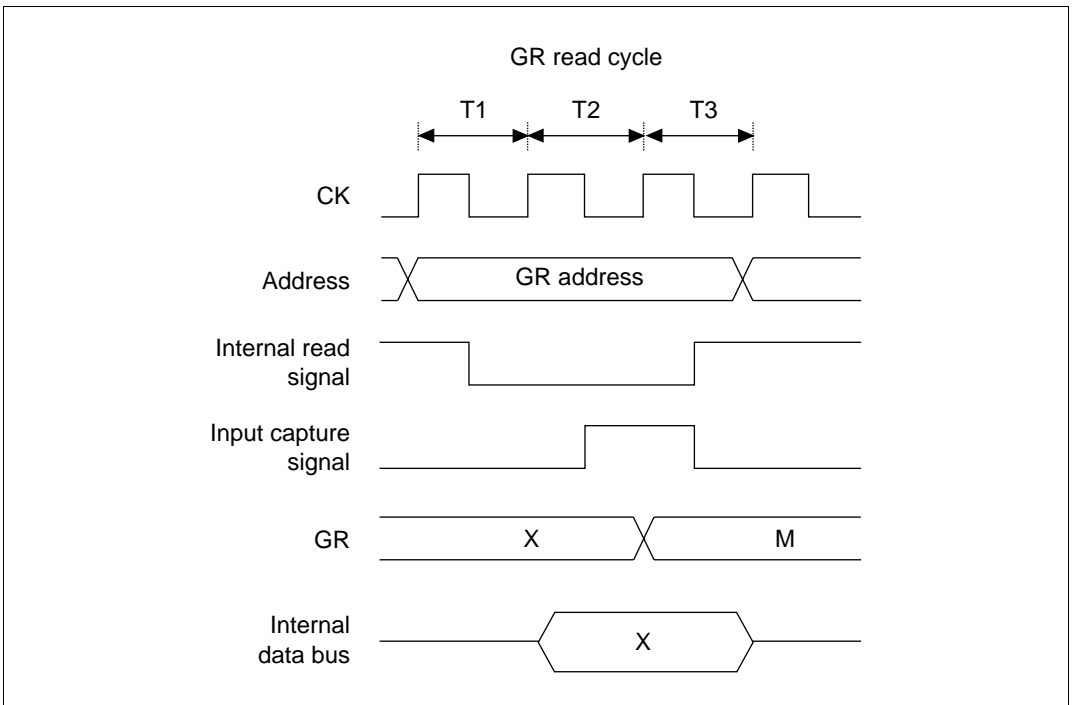 GR read cycle
T1 T2 T3
CK
Address GR address
Internal read
signal
Input capture
signal
GR X M
Internal
data bus X